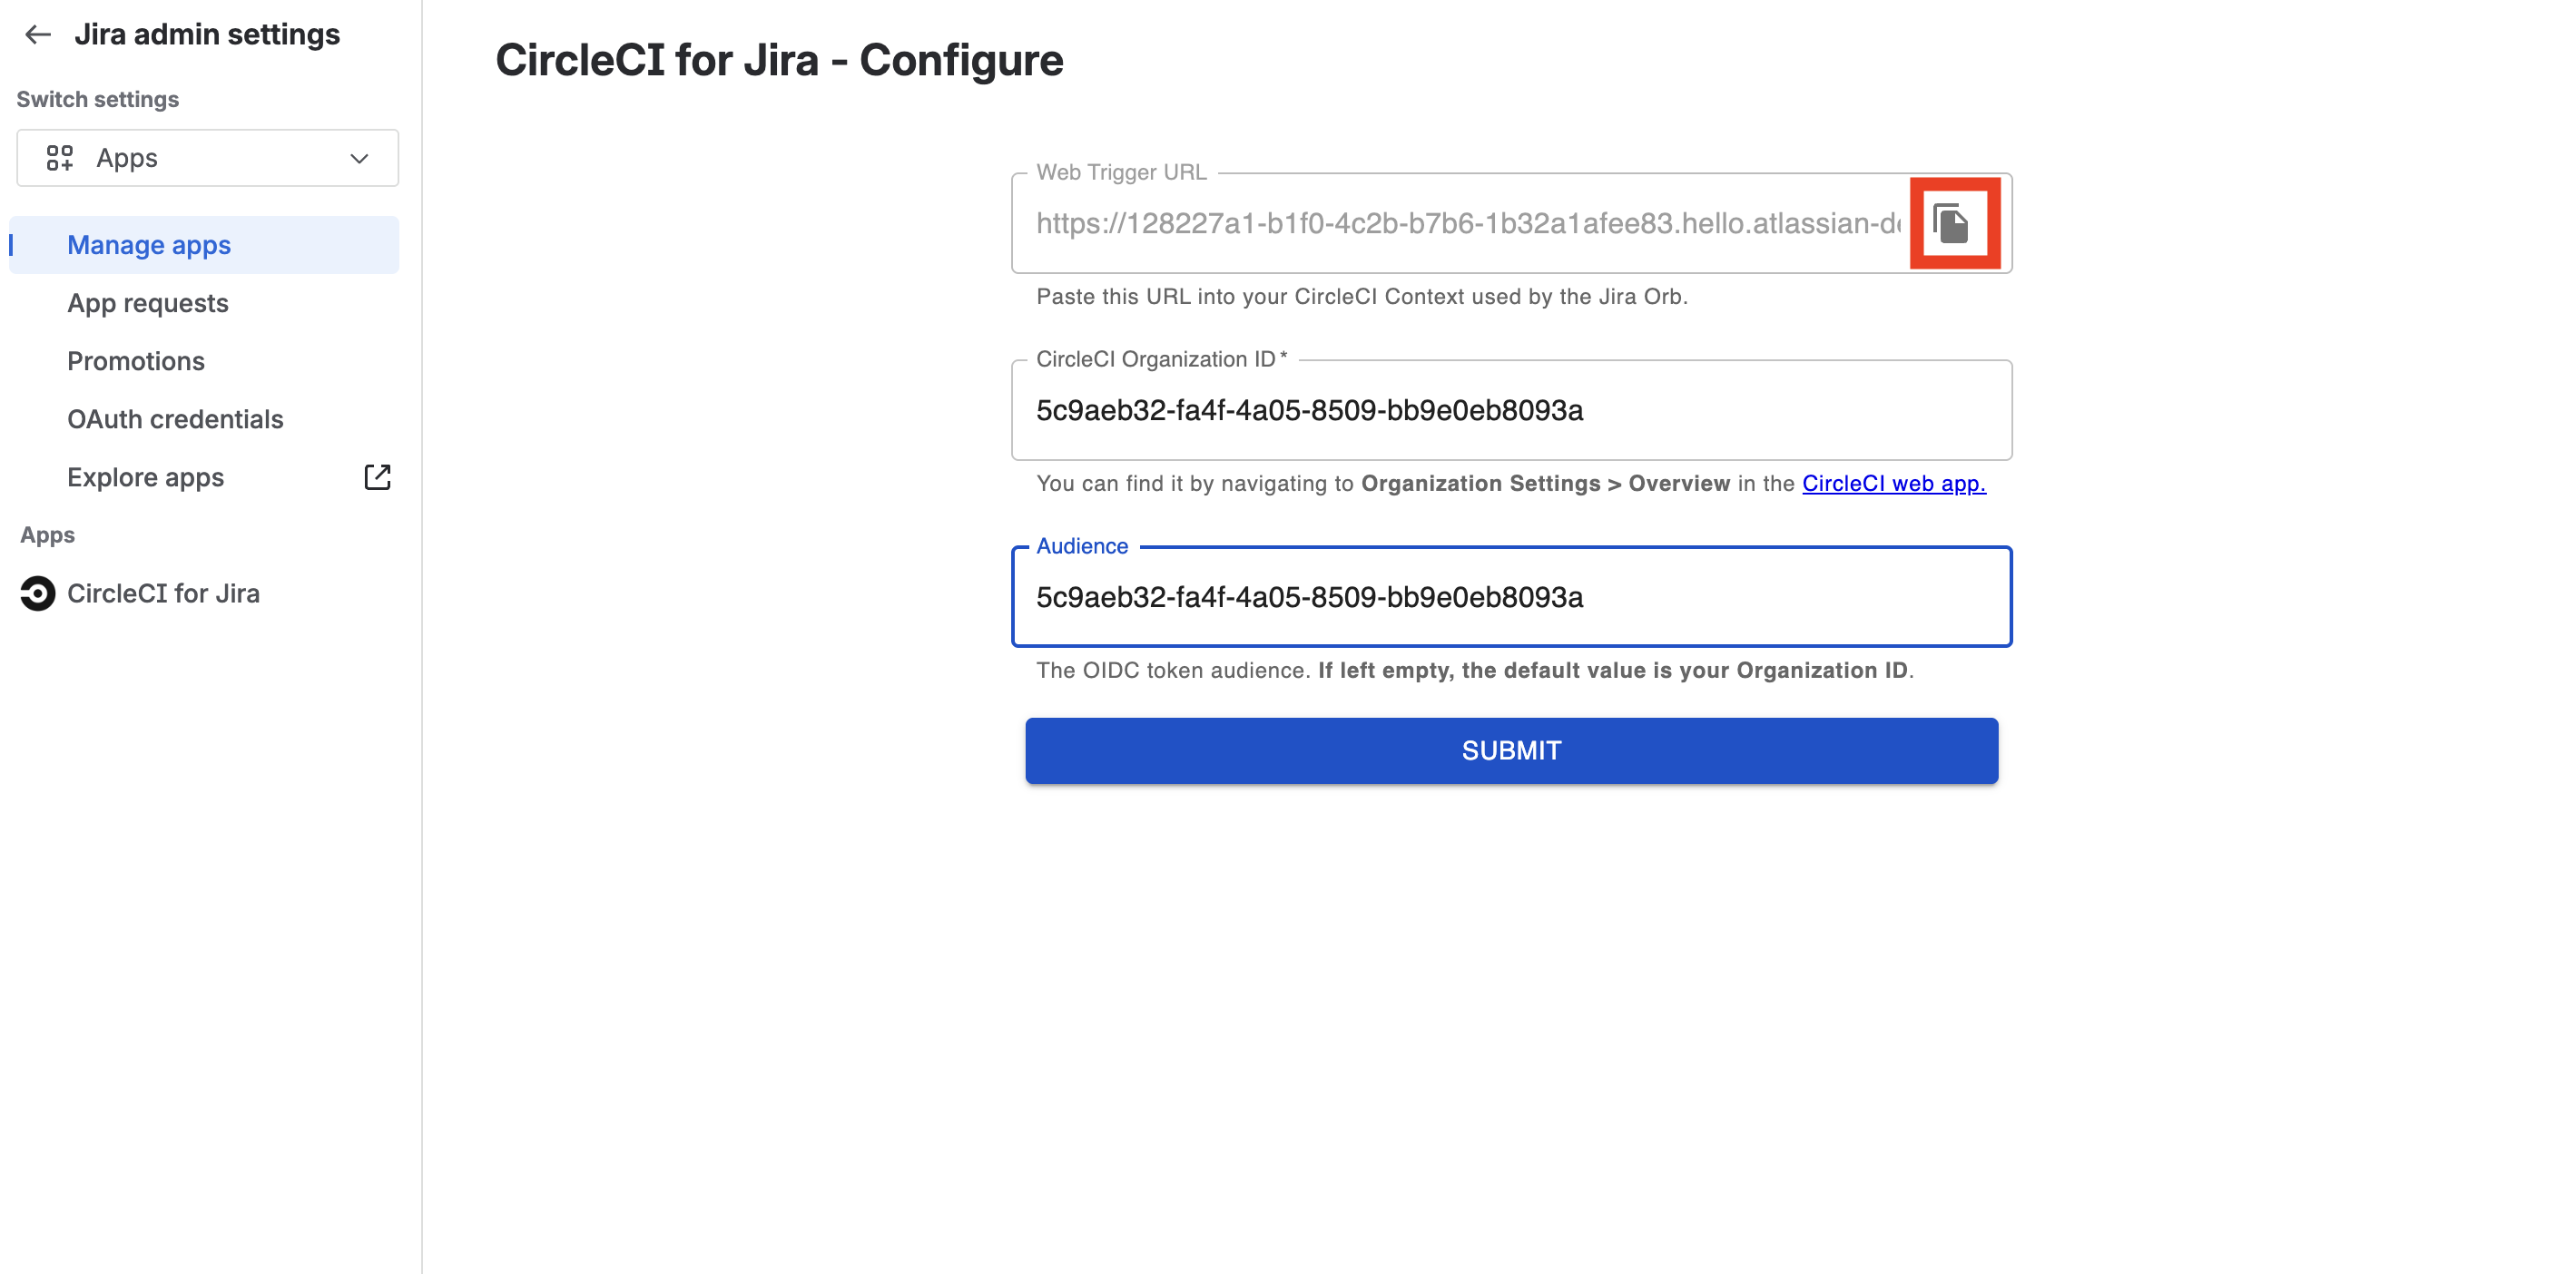 Jira admin settings
Switch settings
Apps
Manage apps
App requests
Promotions
OAuth credentials
Explore apps
Apps
CircleCI for Jira
CircleCI for Jira - Configure
Web Trigger URL
https://128227a1-b1f0-4c2b-b7b6-1b32a1afee83.hello.atlassian-d
Paste this URL into your CircleCI Context used by the Jira Orb.
CircleCI Organization ID *
5c9aeb32-fa4f-4a05-8509-bb9e0eb8093a
You can find it by navigating to Organization Settings > Overview in the CircleCI web app.
Audience
5c9aeb32-fa4f-4a05-8509-bb9e0eb8093a
The OIDC token audience. If left empty, the default value is your Organization ID.
SUBMIT